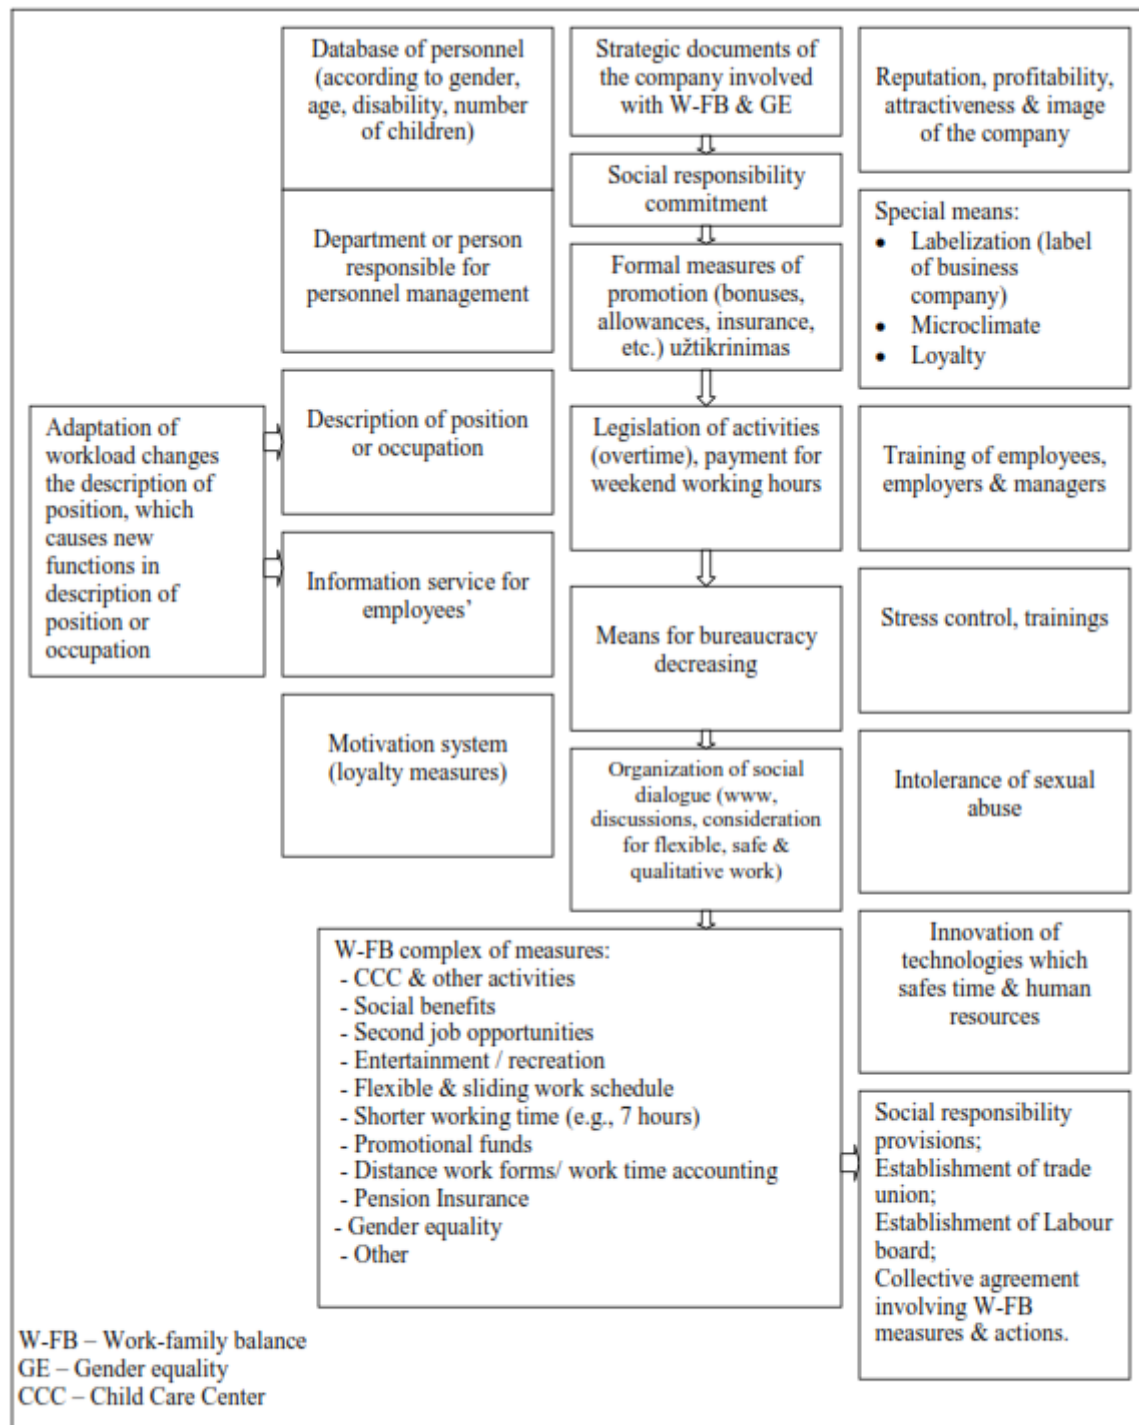 Database of personnel
(according to gender,
age, disability, number
of children)
Department or person
responsible for
personnel management
Adaptation of
workload changes
the description of
position, which
causes new
functions in
description of
position or
occupation
Description of position
or occupation
Information service for
employees’
Motivation system
(loyalty measures)
Strategic documents of
the company involved
with W-FB & GE
Social responsibility
commitment
Formal measures of
promotion (bonuses,
allowances, insurance,
etc.) užtikrinimas
Legislation of activities
(overtime), payment for
weekend working hours
Means for bureaucracy
decreasing
Organization of social
dialogue (www,
discussions, consideration
for flexible, safe &
qualitative work)
W-FB complex of measures:
- CCC & other activities
- Social benefits
- Second job opportunities
- Entertainment / recreation
- Flexible & sliding work schedule
- Shorter working time (e.g., 7 hours)
- Promotional funds
- Distance work forms/ work time accounting
- Pension Insurance
- Gender equality
- Other
Reputation, profitability,
attractiveness & image
of the company
Special means:
• Labelization (label
of business
company)
• Microclimate
• Loyalty
Training of employees,
employers & managers
Stress control, trainings
Intolerance of sexual
abuse
Innovation of
technologies which
safes time & human
resources
Social responsibility
provisions;
Establishment of trade
union;
Establishment of Labour
board;
Collective agreement
involving W-FB
measures & actions.
W-FB – Work-family balance
GE – Gender equality
CCC – Child Care Center